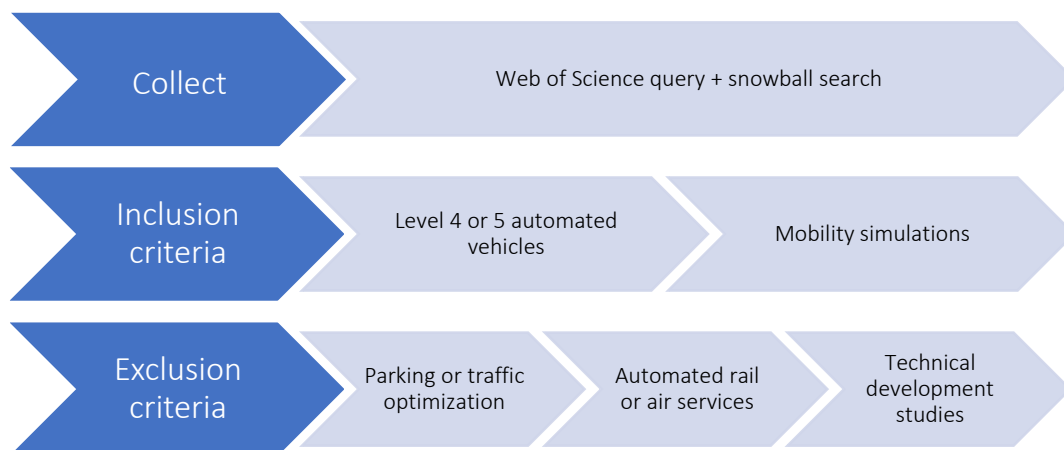 Collect
Web of Science query + snowball search
Inclusion
criteria
Level 4 or 5 automated
vehicles
Mobility simulations
Exclusion
criteria
Parking or traffic
optimization
Automated rail
or air services
Technical
development
studies